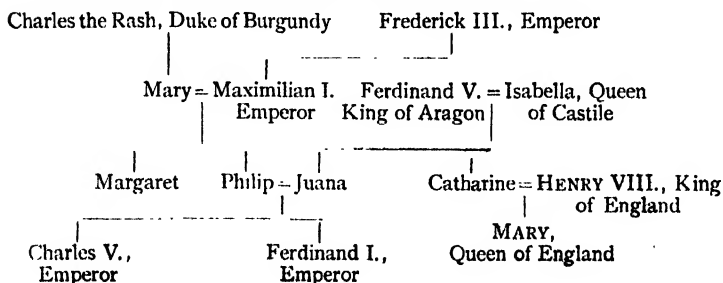 Charles the Rash, Duke of Burgundy Frederick III., Emperor
Mary = Maximilian I. Ferdinand V. = Isabella, Queen
Emperor King of Aragon of Castile
Margaret Philip = Juana Catharine = HENRY VIII., King
of England
Charles V., Ferdinand I., MARY,
Emperor Emperor Queen of England